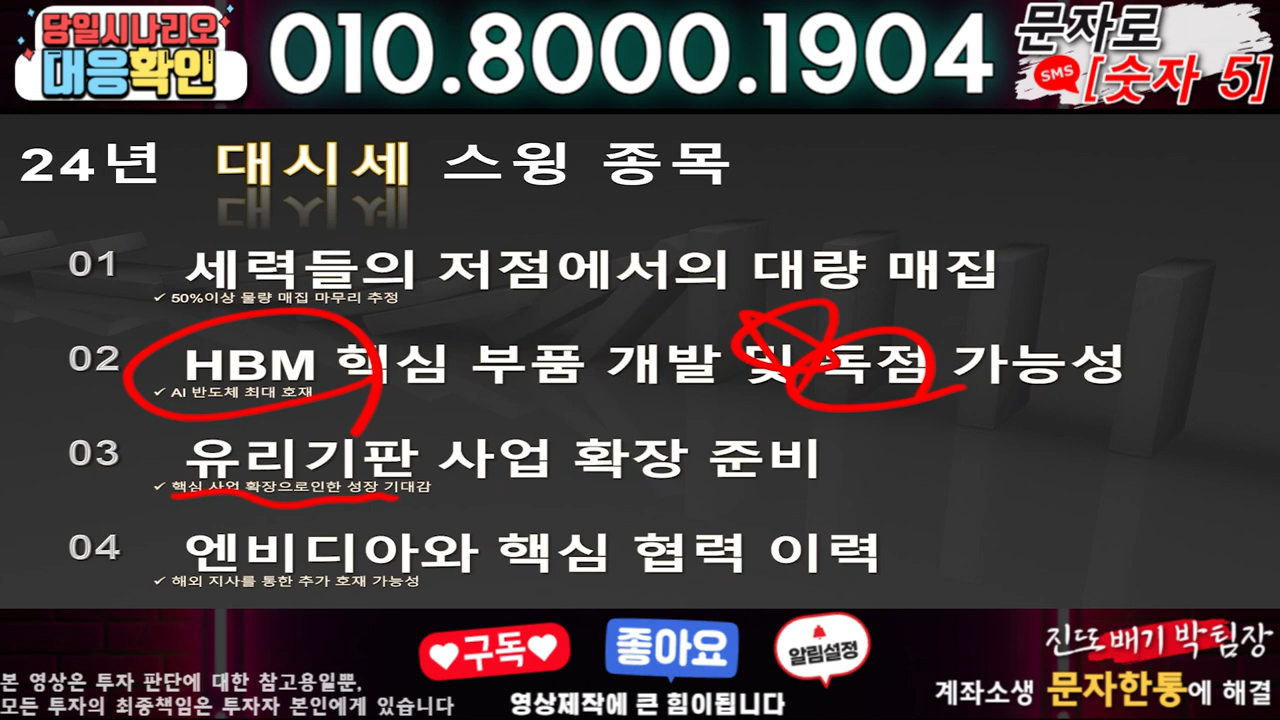 당일시나리오
대응확인
010.8000.1904
문자로
SMS
[숫자 5]
24년 대시세 스윙 종목
01 세력들의 저점에서의 대량 매집
✓ 50%이상 물량 매집 마무리 추정
02 HBM 핵심 부품 개발 및 독점 가능성
✓ AI 반도체 최대 호재
03 유리기판 사업 확장 준비
✓ 핵심 사업 확장으로인한 성장 기대감
04 엔비디아와 핵심 협력 이력
✓ 해외 지사를 통한 추가 호재 가능성
구독
좋아요
알림설정
영상제작에 큰 힘이됩니다
본 영상은 투자 판단에 대한 참고용일뿐,
모든 투자의 최종책임은 투자자 본인에게 있습니다
진또배기 박팀장
계좌소생 문자한통에 해결